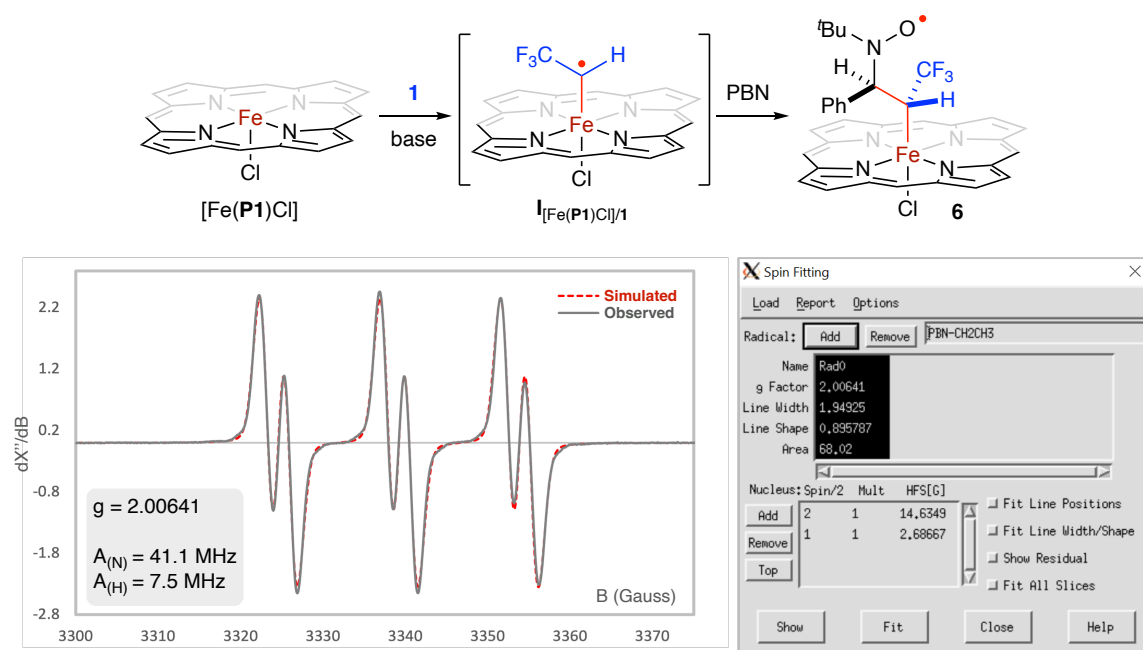 F₃C H
1
base
PBN
N N Fe Cl
[Fe(P1)Cl]
N N Fe Cl
I[Fe(P1)Cl]/1
ᵗBu N O•
H CF₃
Ph H
N Fe N
Cl
6
2.2
1.2
0.2
-0.8
-1.8
-2.8
dX''/dB
Simulated
Observed
g = 2.00641
A(N) = 41.1 MHz
A(H) = 7.5 MHz
B (Gauss)
3300 3310 3320 3330 3340 3350 3360 3370
X Spin Fitting
Load Report Options
Radical: Add Remove PBN-CH2CH3
Name Rad0
g Factor 2.00641
Line Width 1.94925
Line Shape 0.895787
Area 68.02
Nucleus: Spin/2 Mult HFS[G]
Add 2 1 14.6349
Remove 1 1 2.68667
Top
Fit Line Positions
Fit Line Width/Shape
Show Residual
Fit All Slices
Show Fit Close Help